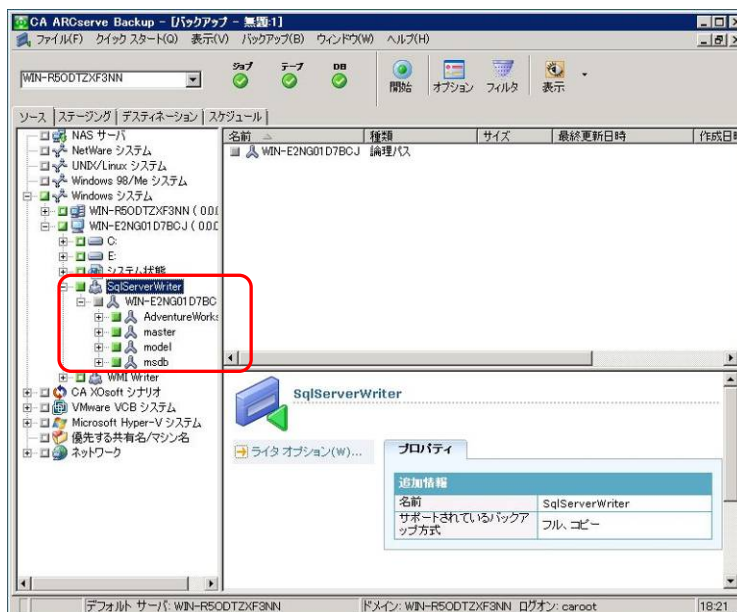 CA ARCserve Backup - [バックアップ - 無題:1]
ファイル(F) クイック スタート(Q) 表示(V) バックアップ(B) ウィンドウ(W) ヘルプ(H)
WIN-R5ODTZXF3NN
ジョブ テープ DB
開始 オプション フィルタ 表示
ソース ステージング デスティネーション スケジュール
NAS サーバ
NetWare システム
UNIX/Linux システム
Windows 98/Me システム
Windows システム
WIN-R5ODTZXF3NN
WIN-E2NG01D7BCJ
C:
E:
システム状態
SqlServerWriter
WIN-E2NG01D7BC
AdventureWorks
master
model
msdb
WMI Writer
CA XOsoft シナリオ
VMware VCB システム
Microsoft Hyper-V システム
優先する共有名/マシン名
ネットワーク
名前 種類 サイズ 最終更新日時 作成日
WIN-E2NG01D7BCJ 論理パス
SqlServerWriter
ライタ オプション(W)...
プロパティ
追加情報
名前 SqlServerWriter
サポートされているバックア
ップ方式 フル、コピー
デフォルト サーバ: WIN-R5ODTZXF3NN ドメイン: WIN-R5ODTZXF3NN ログオン: caroot 18:21